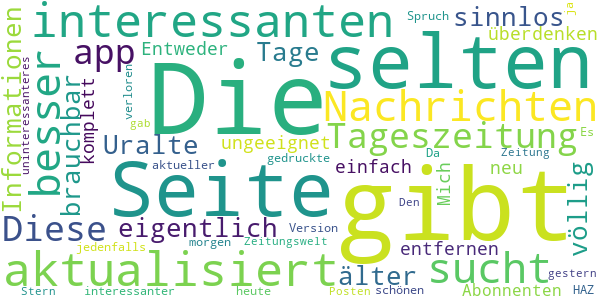 interessanten
Spruch
sinnlos
ja
Informationen
app
Entweder
Tage
selten
überdenken
uninteressanteres
besser
brauchbar
komplett
verloren
gab
Die
Nachrichten
Uralte
ungeeignet
Tageszeitung
Es
aktueller
gedruckte
Da
Zeitung
Seite
einfach
gibt
Mich
neu
völlig
Diese
eigentlich
Version
Den
jedenfalls
morgen
Zeitungswelt
entfernen
aktualisiert
älter
sucht
gestern
Stern
interessanter
heute
Posten
schönen
Abonnenten
HAZ